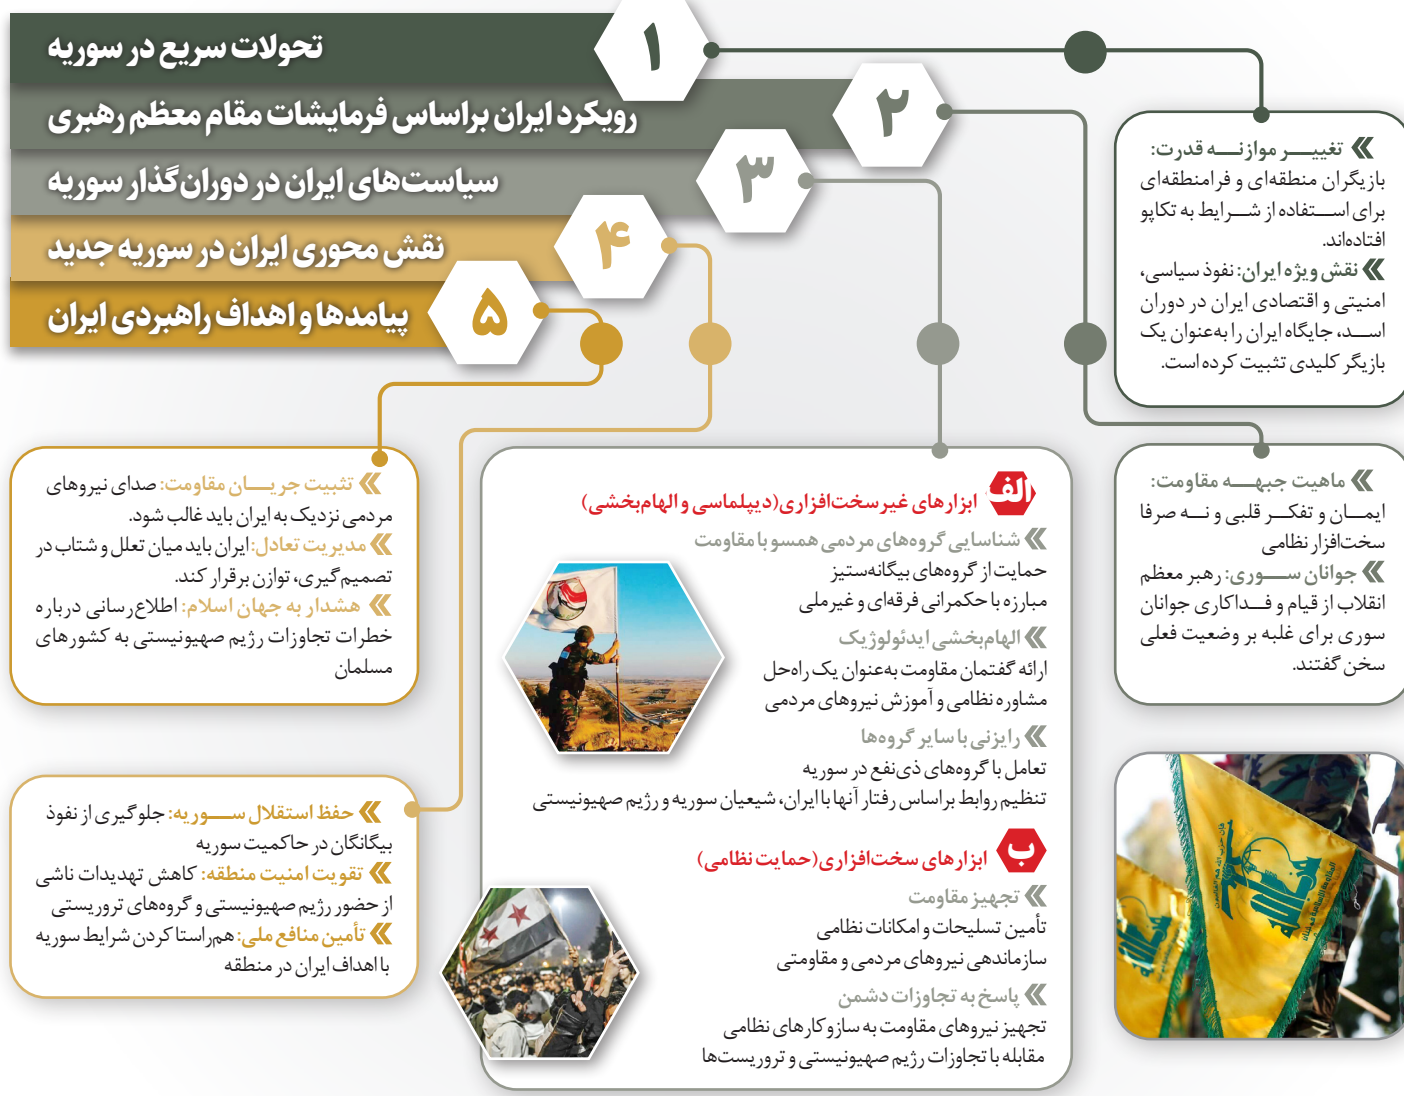 ۱
تحولات سریع در سوریه
۲
رویکرد ایران براساس فرمایشات مقام معظم رهبری
۳
سیاست‌های ایران در دوران‌گذار سوریه
۴
نقش محوری ایران در سوریه جدید
۵
پیامدها و اهداف راهبردی ایران
تغییر موازنه قدرت:
بازیگران منطقه‌ای و فرامنطقه‌ای
برای استفاده از شرایط به تکاپو
افتاده‌اند.
نقش ویژه ایران: نفوذ سیاسی،
امنیتی و اقتصادی ایران در دوران
اسد، جایگاه ایران را به‌عنوان یک
بازیگر کلیدی تثبیت کرده است.
ماهیت جبهه مقاومت:
ایمان و تفکر قلبی و نه صرفا
سخت‌افزار نظامی
جوانان سوری: رهبر معظم
انقلاب از قیام و فداکاری جوانان
سوری برای غلبه بر وضعیت فعلی
سخن گفتند.
الف
ابزارهای غیرسخت‌افزاری(دیپلماسی و الهام‌بخشی)
شناسایی گروه‌های مردمی همسو با مقاومت
حمایت از گروه‌های بیگانه‌ستیز
مبارزه با حکمرانی فرقه‌ای و غیرملی
الهام‌بخشی ایدئولوژیک
ارائه گفتمان مقاومت به‌عنوان یک راه‌حل
مشاوره نظامی و آموزش نیروهای مردمی
رایزنی با سایر گروه‌ها
تعامل با گروه‌های ذی‌نفع در سوریه
تنظیم روابط براساس رفتار آنها با ایران، شیعیان سوریه و رژیم صهیونیستی
ب
ابزارهای سخت‌افزاری(حمایت نظامی)
تجهیز مقاومت
تأمین تسلیحات و امکانات نظامی
سازماندهی نیروهای مردمی و مقاومتی
پاسخ به تجاوزات دشمن
تجهیز نیروهای مقاومت به سازوکارهای نظامی
مقابله با تجاوزات رژیم صهیونیستی و تروریست‌ها
تثبیت جریان مقاومت: صدای نیروهای
مردمی نزدیک به ایران باید غالب شود.
مدیریت تعادل: ایران باید میان تعلل و شتاب در
تصمیم‌گیری، توازن برقرار کند.
هشدار به جهان اسلام: اطلاع‌رسانی درباره
خطرات تجاوزات رژیم صهیونیستی به کشورهای
مسلمان
حفظ استقلال سوریه: جلوگیری از نفوذ
بیگانگان در حاکمیت سوریه
تقویت امنیت منطقه: کاهش تهدیدات ناشی
از حضور رژیم صهیونیستی و گروه‌های تروریستی
تأمین منافع ملی: هم‌راستا کردن شرایط سوریه
با اهداف ایران در منطقه